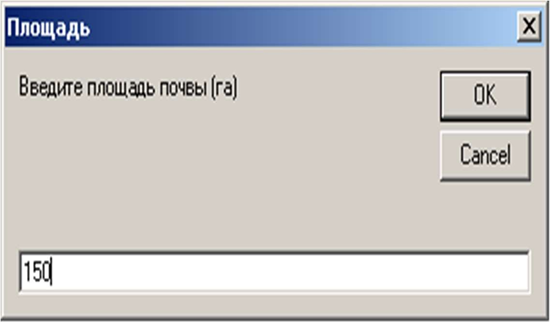 Площадь
Введите площадь почвы (га)
OK
Cancel
150